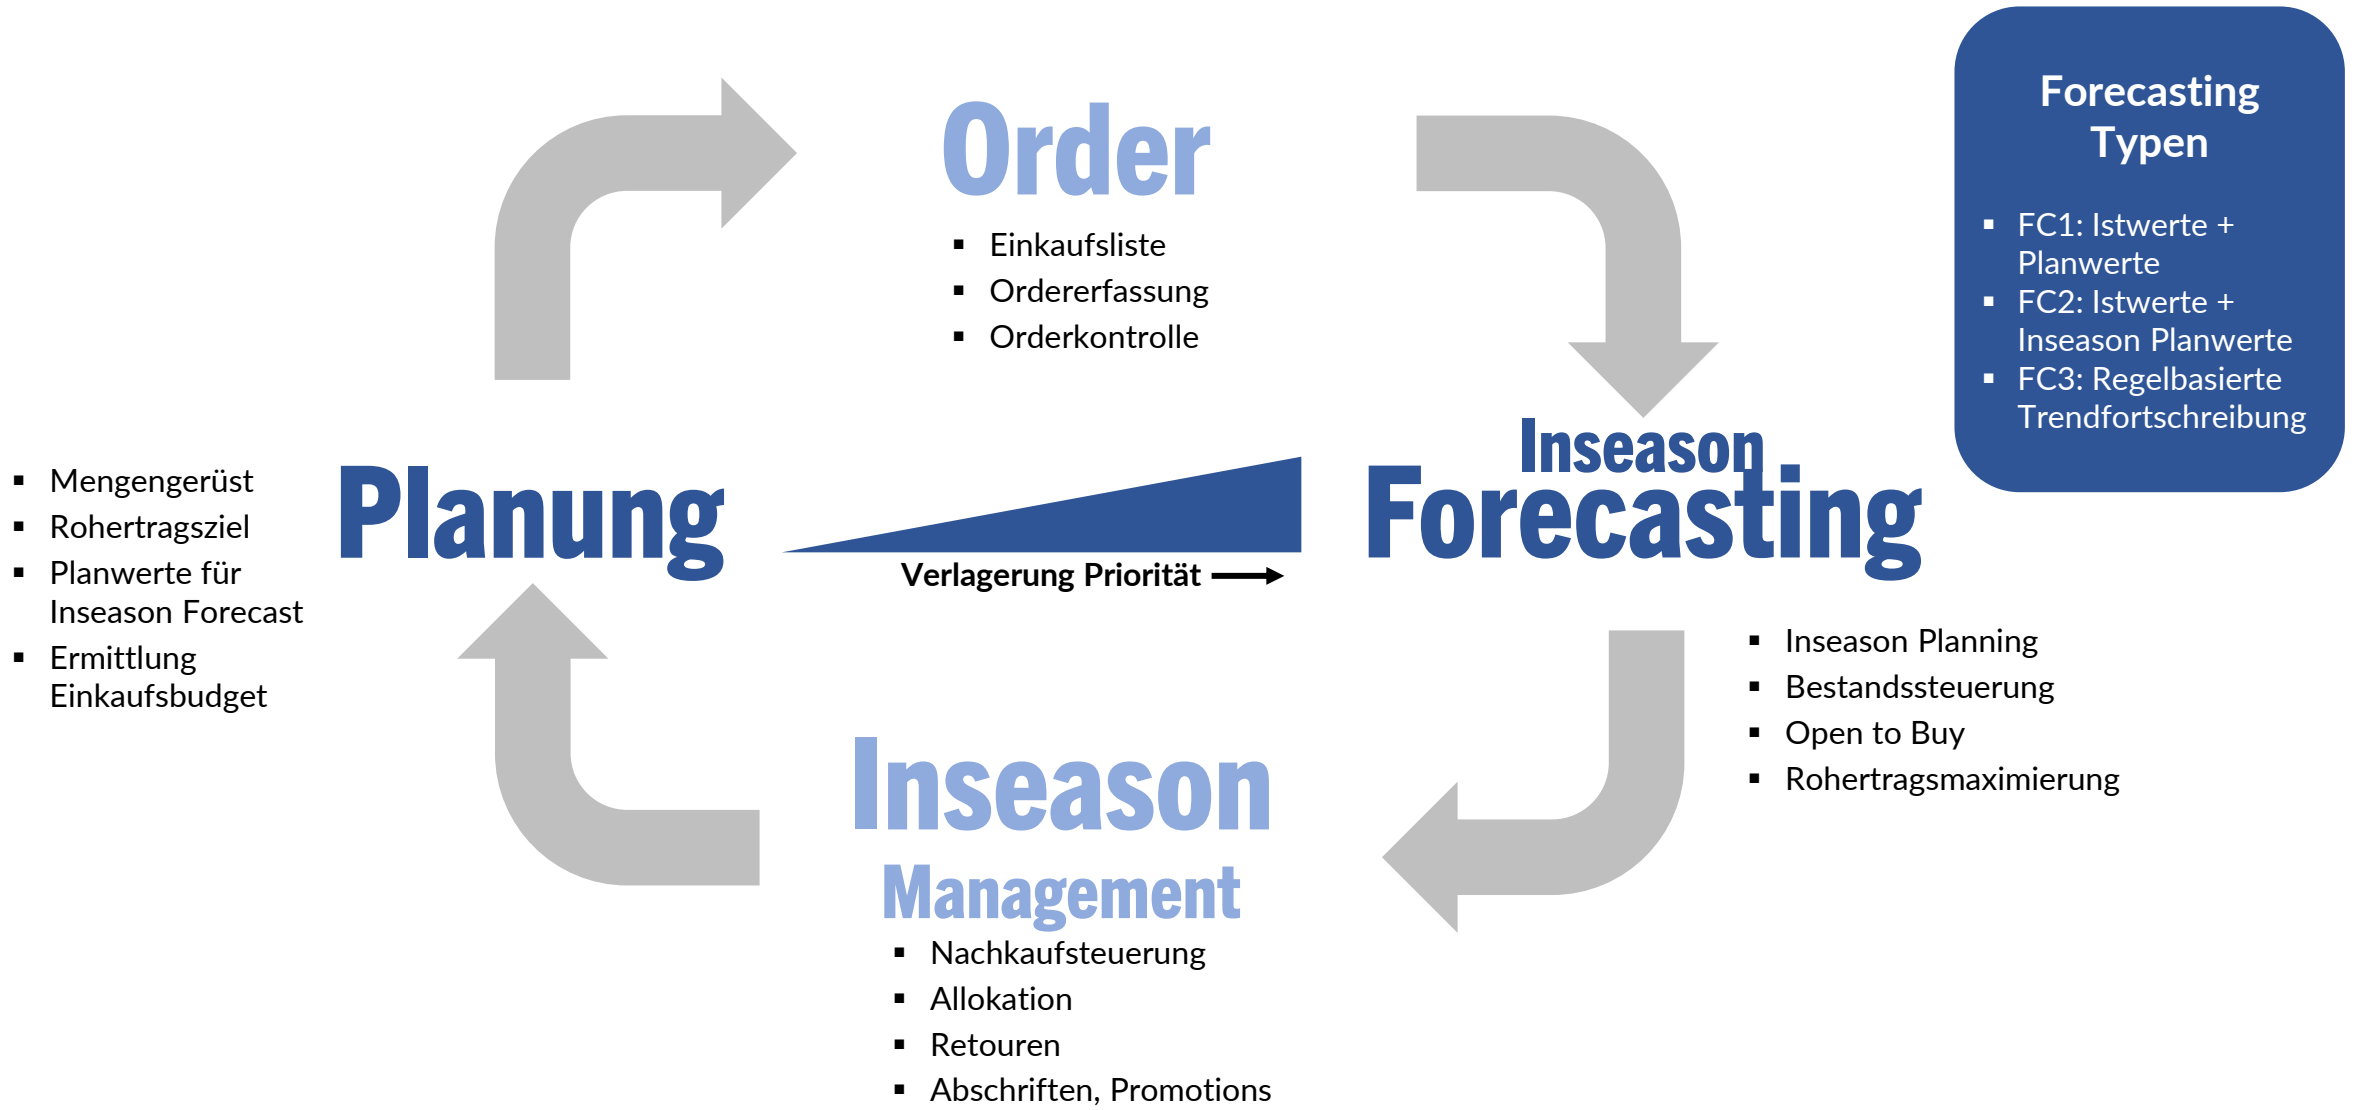 Order
▪ Einkaufsliste
▪ Ordererfassung
▪ Orderkontrolle
Forecasting
Typen
▪ FC1: Istwerte +
Planwerte
▪ FC2: Istwerte +
Inseason Planwerte
▪ FC3: Regelbasierte
Trendfortschreibung
▪ Mengengerüst
▪ Rohertragsziel
▪ Planwerte für
Inseason Forecast
▪ Ermittlung
Einkaufsbudget
Planung
Verlagerung Priorität
Inseason
Forecasting
▪ Inseason Planning
▪ Bestandssteuerung
▪ Open to Buy
▪ Rohertragsmaximierung
Inseason
Management
▪ Nachkaufsteuerung
▪ Allokation
▪ Retouren
▪ Abschriften, Promotions